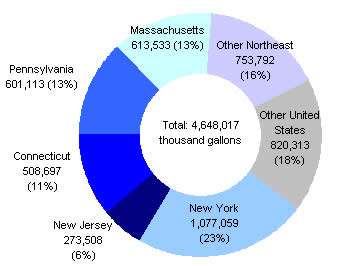 Massachusetts
613,533 (13%)
Other Northeast
753,792
(16%)
Pennsylvania
601,113 (13%)
Total: 4,648,017
thousand gallons
Other United
States
820,313
(18%)
Connecticut
508,697
(11%)
New York
1,077,059
(23%)
New Jersey
273,508
(6%)